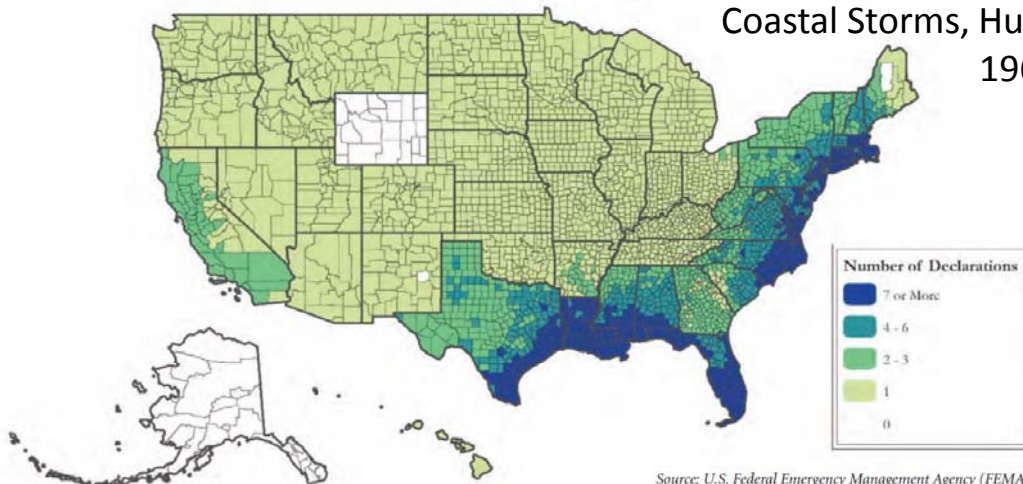 Coastal Storms, Hu
19
Number of Declarations
7 or More
4 - 6
2 - 3
1
0
Source: U.S. Federal Emergency Management Agency (FEMA